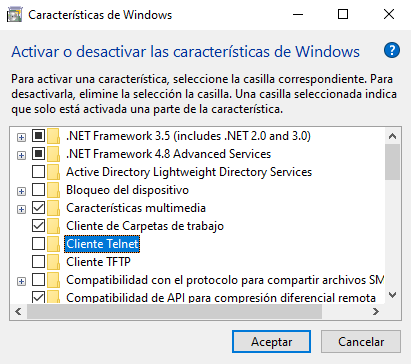 Características de Windows
Activar o desactivar las características de Windows
Para activar una característica, seleccione la casilla correspondiente. Para
desactivarla, elimine la selección la casilla. Una casilla seleccionada indica
que solo está activada una parte de la característica.
.NET Framework 3.5 (includes .NET 2.0 and 3.0)
.NET Framework 4.8 Advanced Services
Active Directory Lightweight Directory Services
Bloqueo del dispositivo
Características multimedia
Cliente de Carpetas de trabajo
Cliente Telnet
Cliente TFTP
Compatibilidad con el protocolo para compartir archivos SM
Compatibilidad de API para compresión diferencial remota
Aceptar
Cancelar